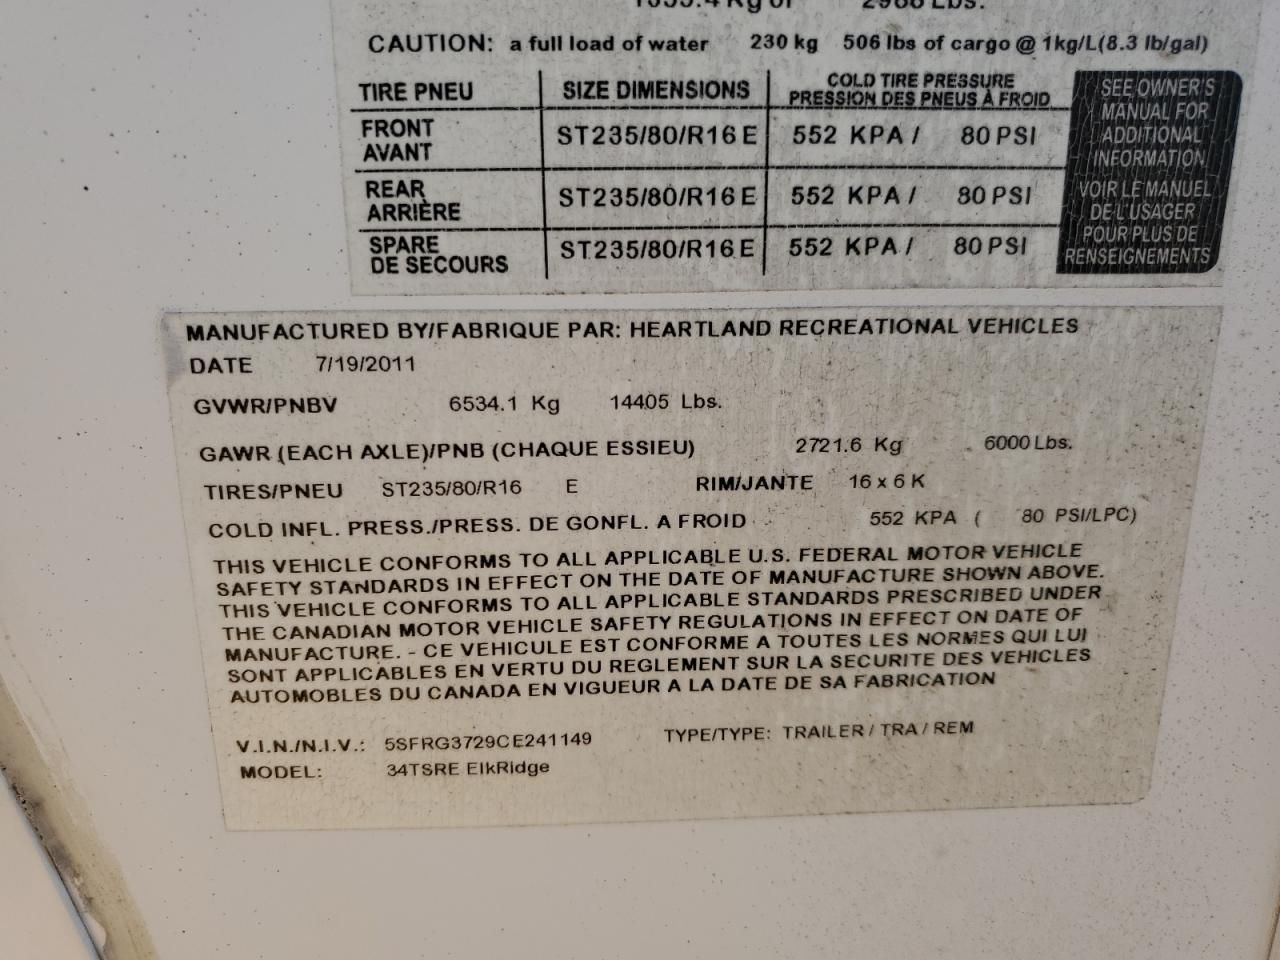 Kg or Lbs.
CAUTION: a full load of water 230 kg 506 lbs of cargo @ 1kg/L(8.3 lb/gal)
TIRE PNEU SIZE DIMENSIONS COLD TIRE PRESSURE
PRESSION DES PNEUS À FROID
FRONT
AVANT ST235/80/R16 E 552 KPA / 80 PSI
REAR
ARRIÈRE ST235/80/R16 E 552 KPA / 80 PSI
SPARE
DE SECOURS ST235/80/R16 E 552 KPA / 80 PSI
SEE OWNER'S
MANUAL FOR
ADDITIONAL
INFORMATION
VOIR LE MANUEL
DE L'USAGER
POUR PLUS DE
RENSEIGNEMENTS
MANUFACTURED BY/FABRIQUE PAR: HEARTLAND RECREATIONAL VEHICLES
DATE 7/19/2011
GVWR/PNBV 6534.1 Kg 14405 Lbs.
GAWR (EACH AXLE)/PNB (CHAQUE ESSIEU) 2721.6 Kg 6000 Lbs.
TIRES/PNEU ST235/80/R16 E RIM/JANTE 16 x 6 K
COLD INFL. PRESS./PRESS. DE GONFL. A FROID 552 KPA ( 80 PSI/LPC)
THIS VEHICLE CONFORMS TO ALL APPLICABLE U.S. FEDERAL MOTOR VEHICLE
SAFETY STANDARDS IN EFFECT ON THE DATE OF MANUFACTURE SHOWN ABOVE.
THIS VEHICLE CONFORMS TO ALL APPLICABLE STANDARDS PRESCRIBED UNDER
THE CANADIAN MOTOR VEHICLE SAFETY REGULATIONS IN EFFECT ON DATE OF
MANUFACTURE. - CE VEHICULE EST CONFORME A TOUTES LES NORMES QUI LUI
SONT APPLICABLES EN VERTU DU REGLEMENT SUR LA SECURITE DES VEHICLES
AUTOMOBLES DU CANADA EN VIGUEUR A LA DATE DE SA FABRICATION
V.I.N./N.I.V.: 5SFRG3729CE241149 TYPE/TYPE: TRAILER / TRA / REM
MODEL: 34TSRE ElkRidge